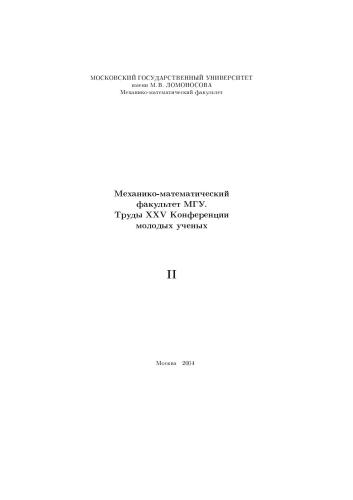 МОСКОВСКИЙ ГОСУДАРСТВЕННЫЙ УНИВЕРСИТЕТ
имени М.В. ЛОМОНОСОВА
Механико-математический факультет
Механико-математический
факультет МГУ.
Труды XXV Конференции
молодых ученых
II
Москва 2004